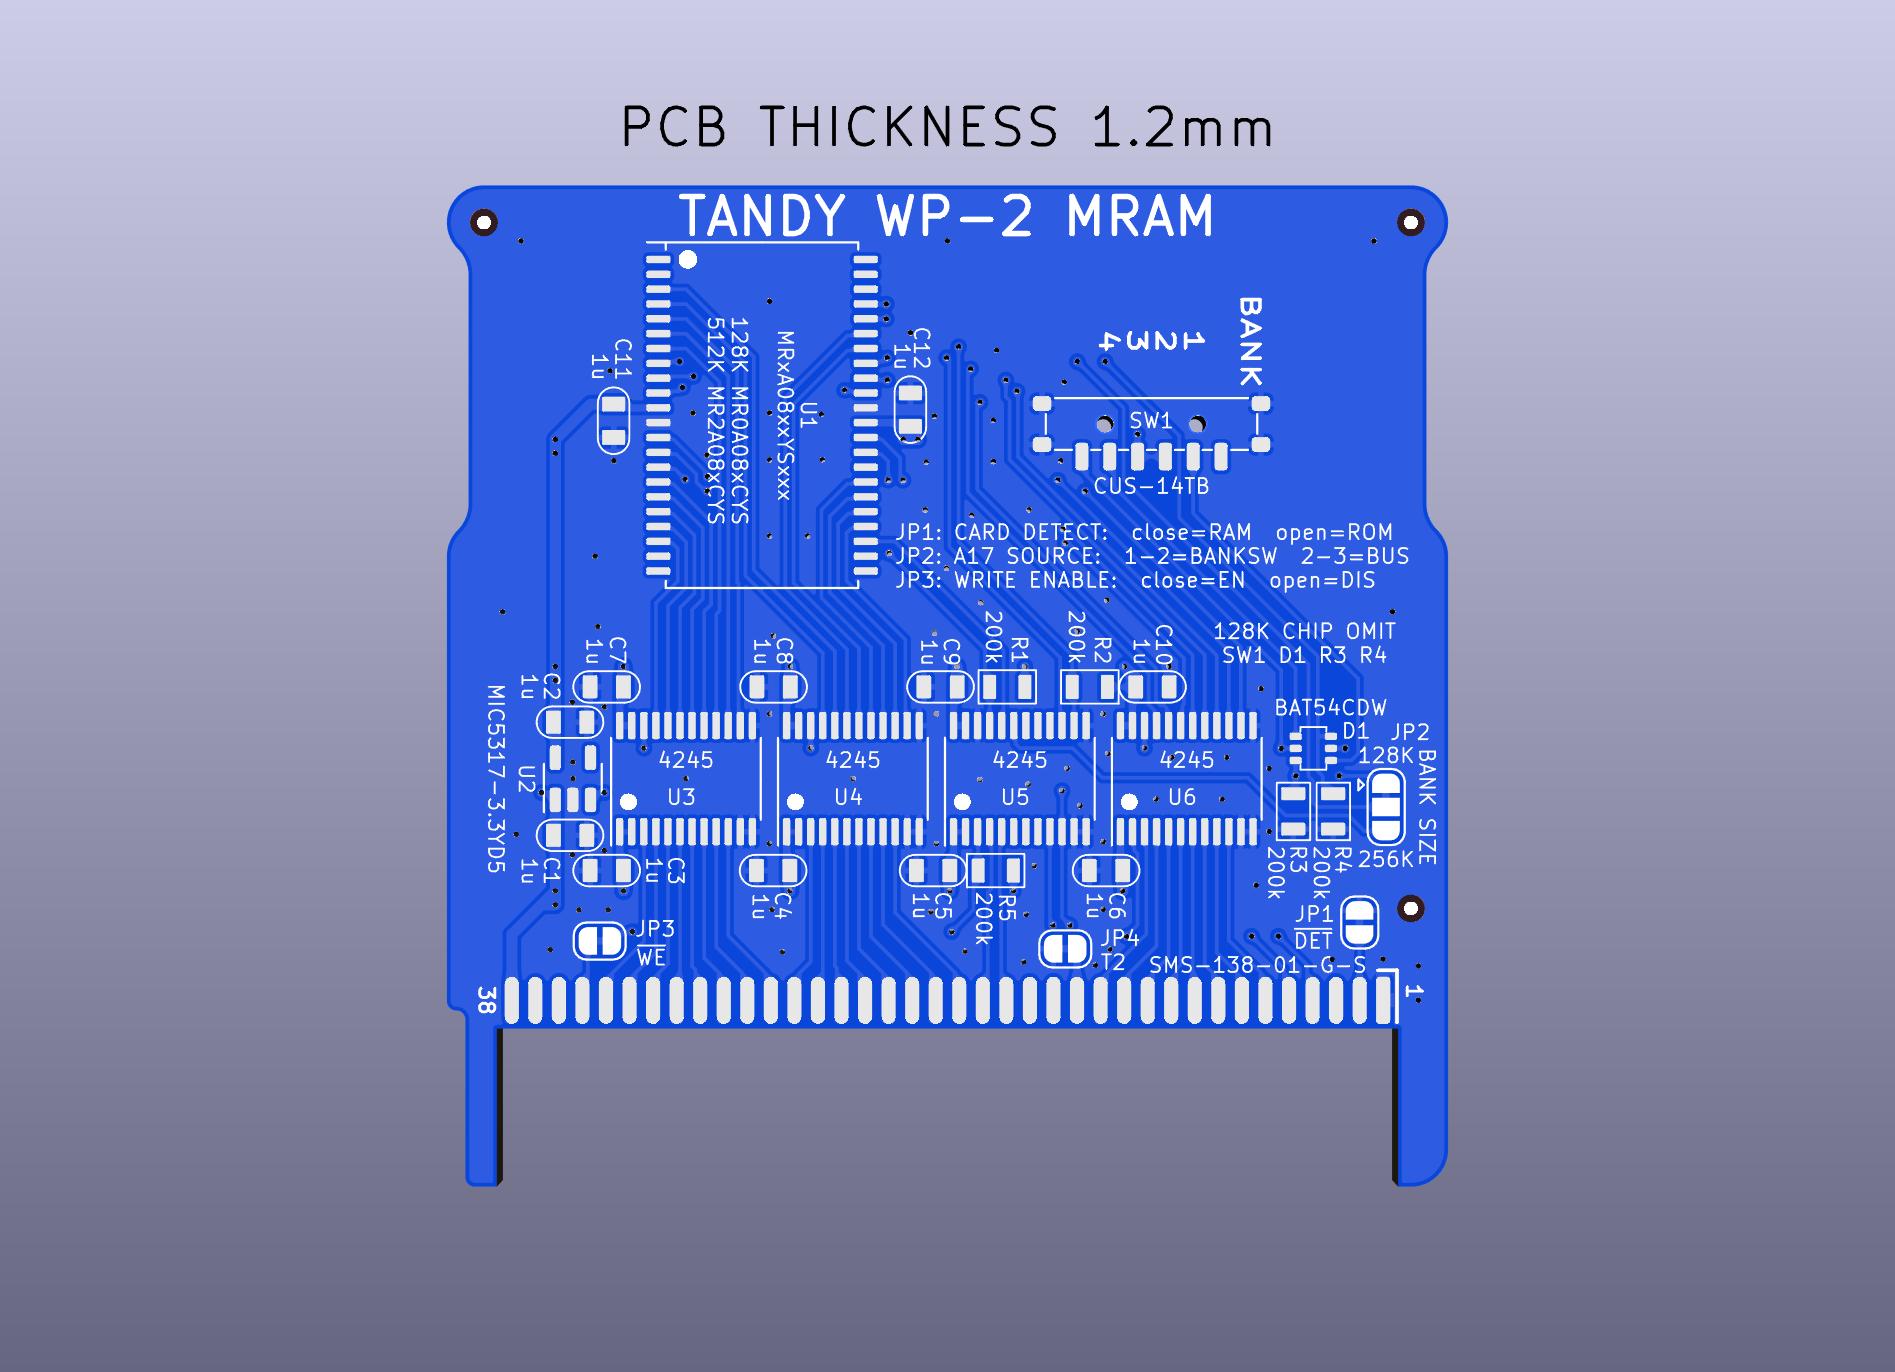 PCB THICKNESS 1.2mm
TANDY WP-2 MRAM
BANK
1
2
3
4
C11
1u
U1
MRxA08xxYSxxx
128K MR0A08xCYS
512K MR2A08xCYS
C12
1u
SW1
CUS-14TB
JP1: CARD DETECT: close=RAM open=ROM
JP2: A17 SOURCE: 1-2=BANKSW 2-3=BUS
JP3: WRITE ENABLE: close=EN open=DIS
128K CHIP OMIT
SW1 D1 R3 R4
C7
1u
C8
1u
C9
1u
R1
200k
R2
200k
C10
1u
C2
1u
BAT54CDW
D1
JP2
128K
BANK SIZE
256K
MIC5317-3.3YD5
U2
4245
U3
4245
U4
4245
U5
4245
U6
R3
200k
R4
200k
C1
1u
C3
1u
C4
1u
C5
1u
R5
200k
C6
1u
JP1
DET
JP3
WE
JP4
T2
SMS-138-01-G-S
38
1